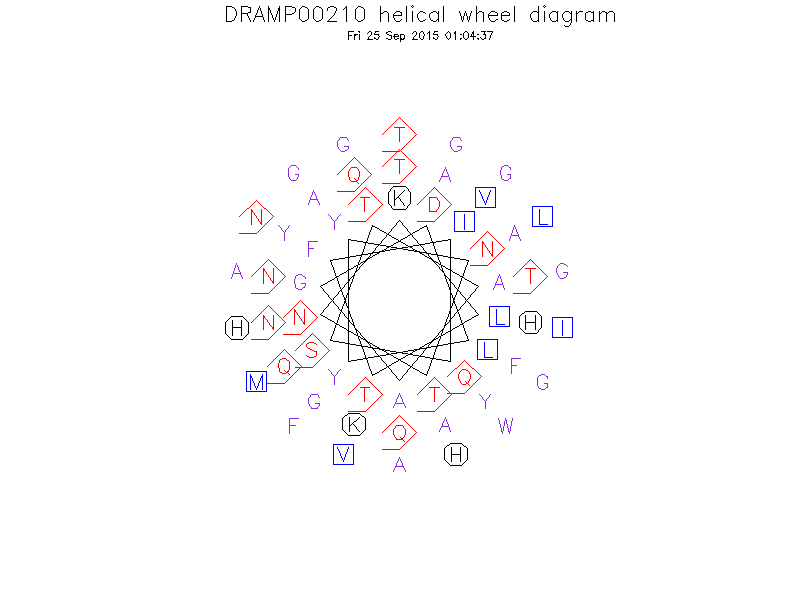 DRAMP00210 helical wheel diagram
Fri 25 Sep 2015 01:04:37
T
G G
T
G Q A G
A K V
T D
N Y I L
Y A
F N
A N G A T G
H N N L H I
S L
Q F
M Y Q G
G T A T Y
F K A W
Q
V H
A